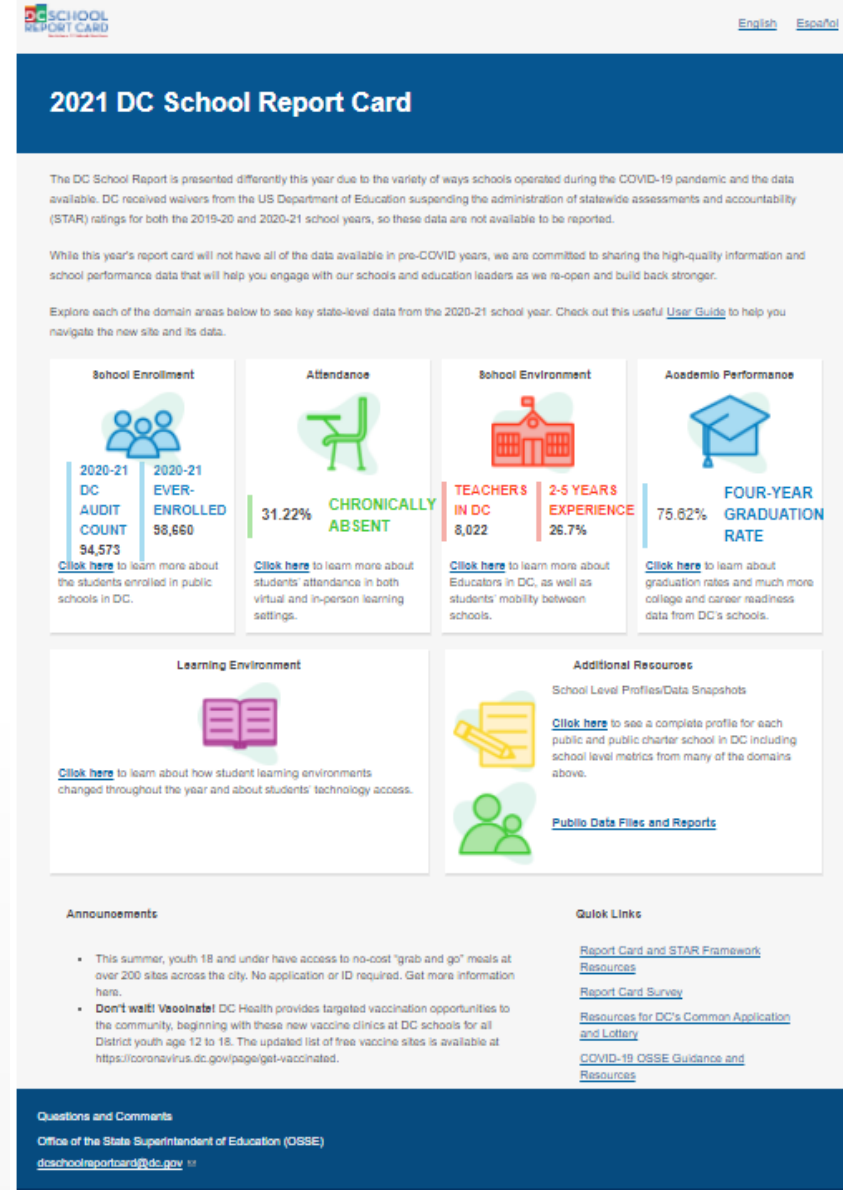 DC SCHOOL
REPORT CARD
English Español
2021 DC School Report Card
The DC School Report is presented differently this year due to the variety of ways schools operated during the COVID-19 pandemic and the data
available. DC received waivers from the US Department of Education suspending the administration of statewide assessments and accountability
(STAR) ratings for both the 2019-20 and 2020-21 school years, so these data are not available to be reported.
While this year's report card will not have all of the data available in pre-COVID years, we are committed to sharing the high-quality information and
school performance data that will help you engage with our schools and education leaders as we re-open and build back stronger.
Explore each of the domain areas below to see key state-level data from the 2020-21 school year. Check out this useful User Guide to help you
navigate the new site and its data.
School Enrollment
2020-21
DC
AUDIT
COUNT
94,573
2020-21
EVER-
ENROLLED
98,660
Click here to learn more about
the students enrolled in public
schools in DC.
Attendance
31.22%
CHRONICALLY
ABSENT
Click here to learn more about
students' attendance in both
virtual and in-person learning
settings.
School Environment
TEACHERS
IN DC
8,022
2-5 YEARS
EXPERIENCE
26.7%
Click here to learn more about
Educators in DC, as well as
students' mobility between
schools.
Academic Performance
75.62%
FOUR-YEAR
GRADUATION
RATE
Click here to learn about
graduation rates and much more
college and career readiness
data from DC's schools.
Learning Environment
Click here to learn about how student learning environments
changed throughout the year and about students' technology access.
Additional Resources
School Level Profiles/Data Snapshots
Click here to see a complete profile for each
public and public charter school in DC including
school level metrics from many of the domains
above.
Public Data Files and Reports
Announcements
• This summer, youth 18 and under have access to no-cost "grab and go" meals at
over 200 sites across the city. No application or ID required. Get more information
here.
• Don't wait! Vaccinate! DC Health provides targeted vaccination opportunities to
the community, beginning with these new vaccine clinics at DC schools for all
District youth age 12 to 18. The updated list of free vaccine sites is available at
https://coronavirus.dc.gov/page/get-vaccinated.
Quick Links
Report Card and STAR Framework
Resources
Report Card Survey
Resources for DC's Common Application
and Lottery
COVID-19 OSSE Guidance and
Resources
Questions and Comments
Office of the State Superintendent of Education (OSSE)
dcschoolreportcard@dc.gov